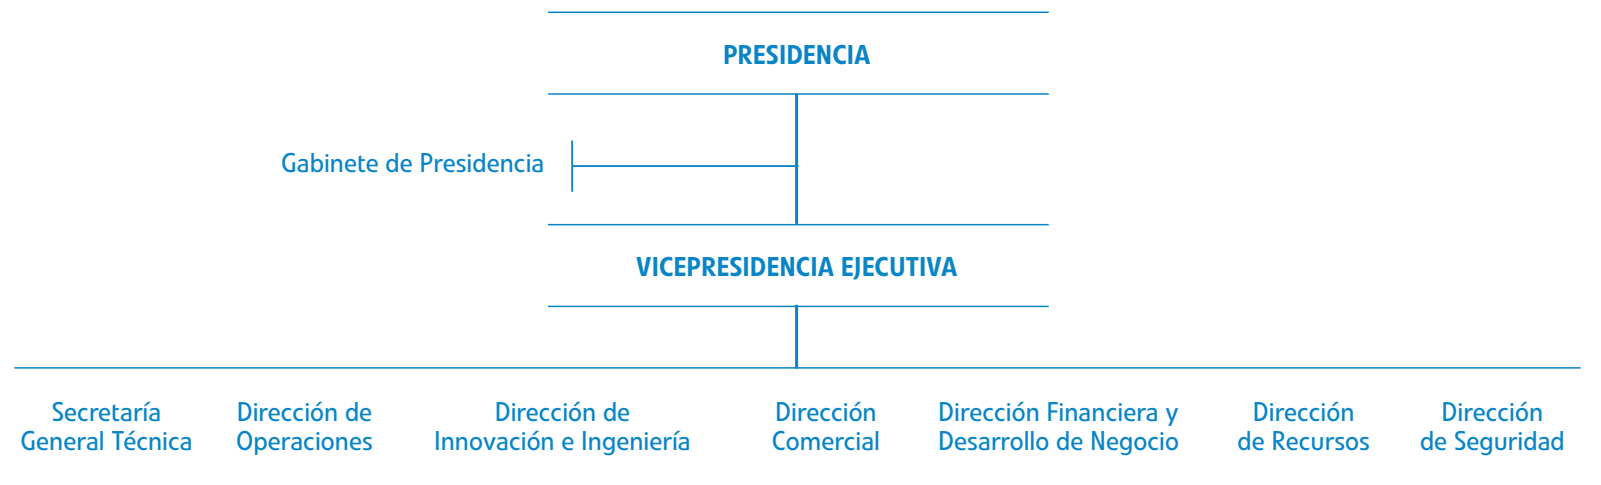 PRESIDENCIA
Gabinete de Presidencia
VICEPRESIDENCIA EJECUTIVA
Secretaría
General Técnica
Dirección de
Operaciones
Dirección de
Innovación e Ingeniería
Dirección
Comercial
Dirección Financiera y
Desarrollo de Negocio
Dirección
de Recursos
Dirección
de Seguridad